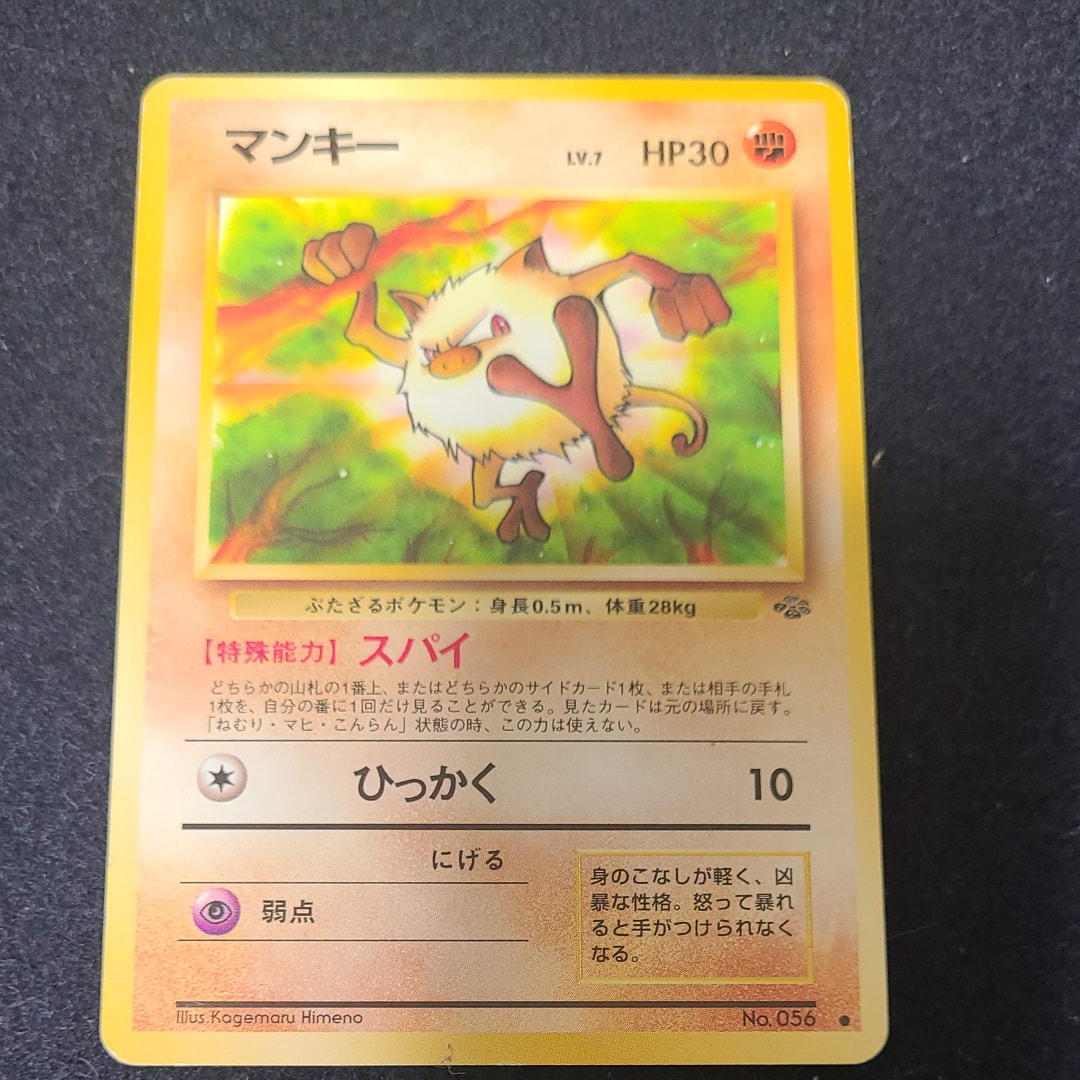 マンキー LV.7 HP30
ぶたざるポケモン：身長0.5m、体重28kg
【特殊能力】スパイ
どちらかの山札の1番上、またはどちらかのサイドカード1枚、または相手の手札
1枚を、自分の番に1回だけ見ることができる。見たカードは元の場所に戻す。
「ねむり・マヒ・こんらん」状態の時、この力は使えない。
ひっかく 10
にげる
弱点
身のこなしが軽く、凶
暴な性格。怒って暴れ
ると手がつけられなく
なる。
Illus.Kagemaru Himeno No.056